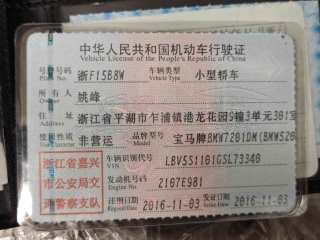 中华人民共和国机动车行驶证
Vehicle License of the People's Republic of China
号牌号码 浙F15B8W 车辆类型 小型轿车
Plate No. Vehicle Type
所有人 姚峰
Owner
住址 浙江省平湖市乍浦镇港龙花园9幢3单元301室
Address
使用性质 非营运 品牌型号 宝马牌BMW7201DM(BMW520
Use Character Model
浙江省嘉兴市公安局交通警察支队
车辆识别代号 LBV5S1101GSL73340
VIN
发动机号码 2107E981
Engine No.
注册日期 2016-11-03 发证日期 2016-11-03
Register Date Issue Date